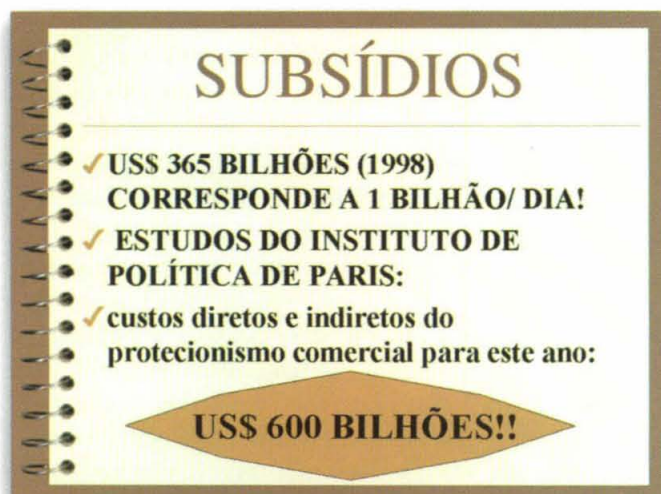 SUBSÍDIOS
✓US$ 365 BILHÕES (1998)
CORRESPONDE A 1 BILHÃO/ DIA!
✓ ESTUDOS DO INSTITUTO DE
POLÍTICA DE PARIS:
✓custos diretos e indiretos do
protecionismo comercial para este ano:
US$ 600 BILHÕES!!